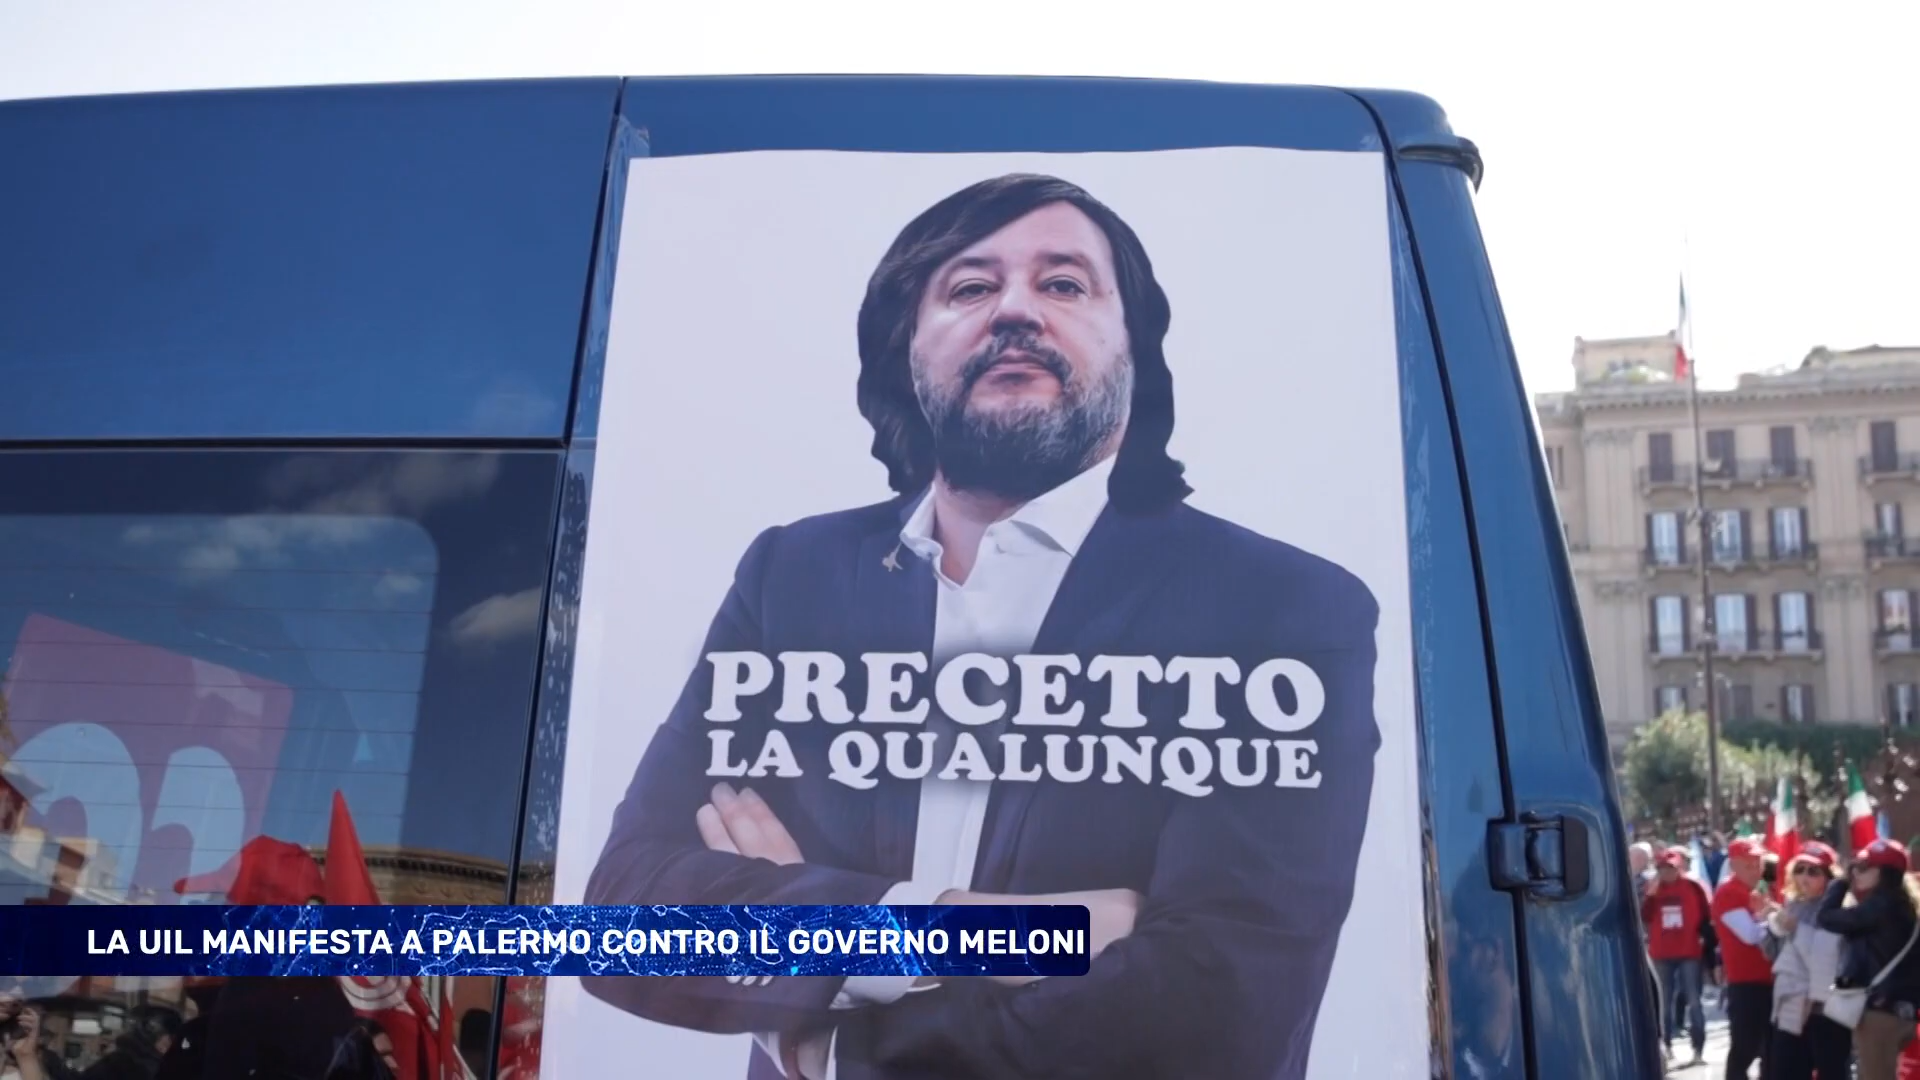 PRECETTO
LA QUALUNQUE
LA UIL MANIFESTA A PALERMO CONTRO IL GOVERNO MELONI